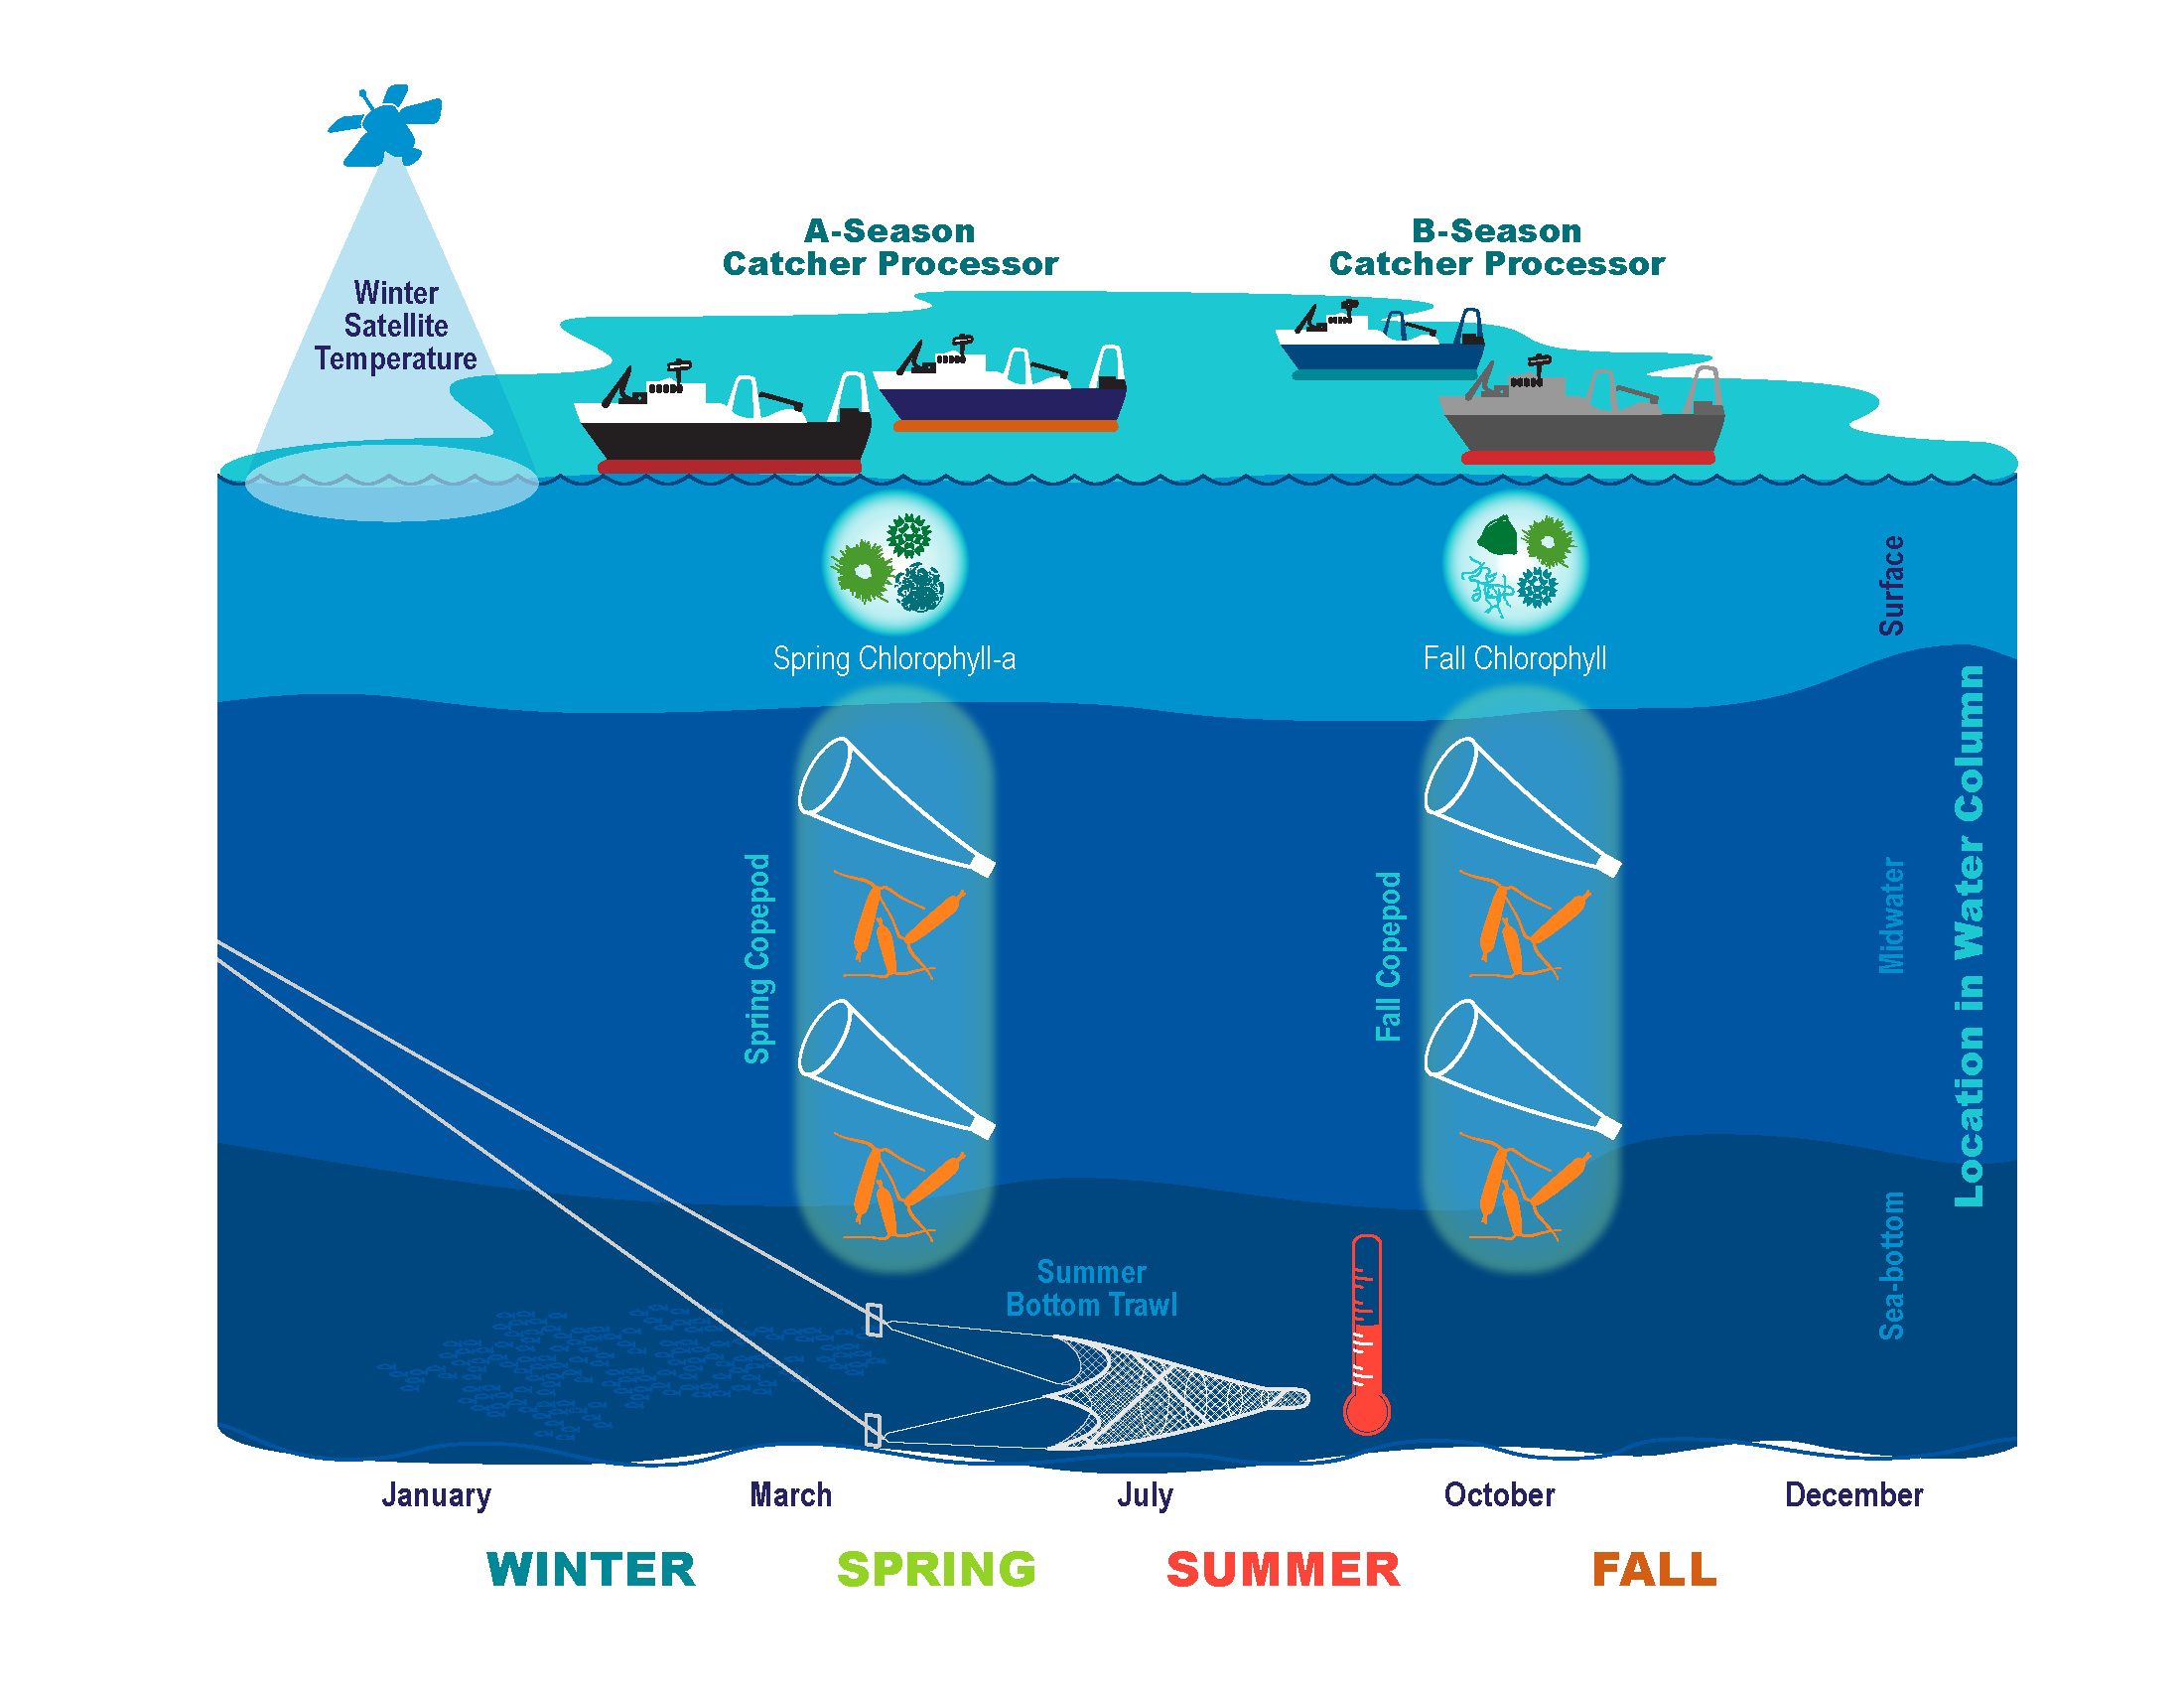 A-Season
Catcher Processor
B-Season
Catcher Processor
Winter
Satellite
Temperature
Surface
Spring Chlorophyll-a
Fall Chlorophyll
Location in Water Column
Spring Copepod
Fall Copepod
Midwater
Sea-bottom
Summer
Bottom Trawl
January
March
July
October
December
WINTER
SPRING
SUMMER
FALL